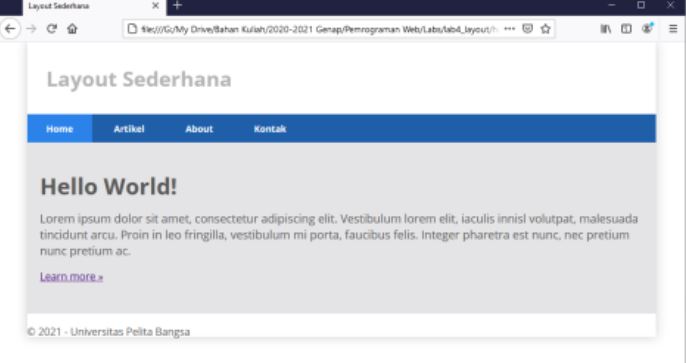 Layout Sederhana
file:///G:/My Drive/Bahan Kuliah/2020-2021 Genap/Pemrograman Web/Labs/lab4_layout/h
Layout Sederhana
Home Artikel About Kontak
Hello World!
Lorem ipsum dolor sit amet, consectetur adipiscing elit. Vestibulum lorem elit, iaculis innisl volutpat, malesuada
tincidunt arcu. Proin in leo fringilla, vestibulum mi porta, faucibus felis. Integer pharetra est nunc, nec pretium
nunc pretium ac.
Learn more »
© 2021 - Universitas Pelita Bangsa